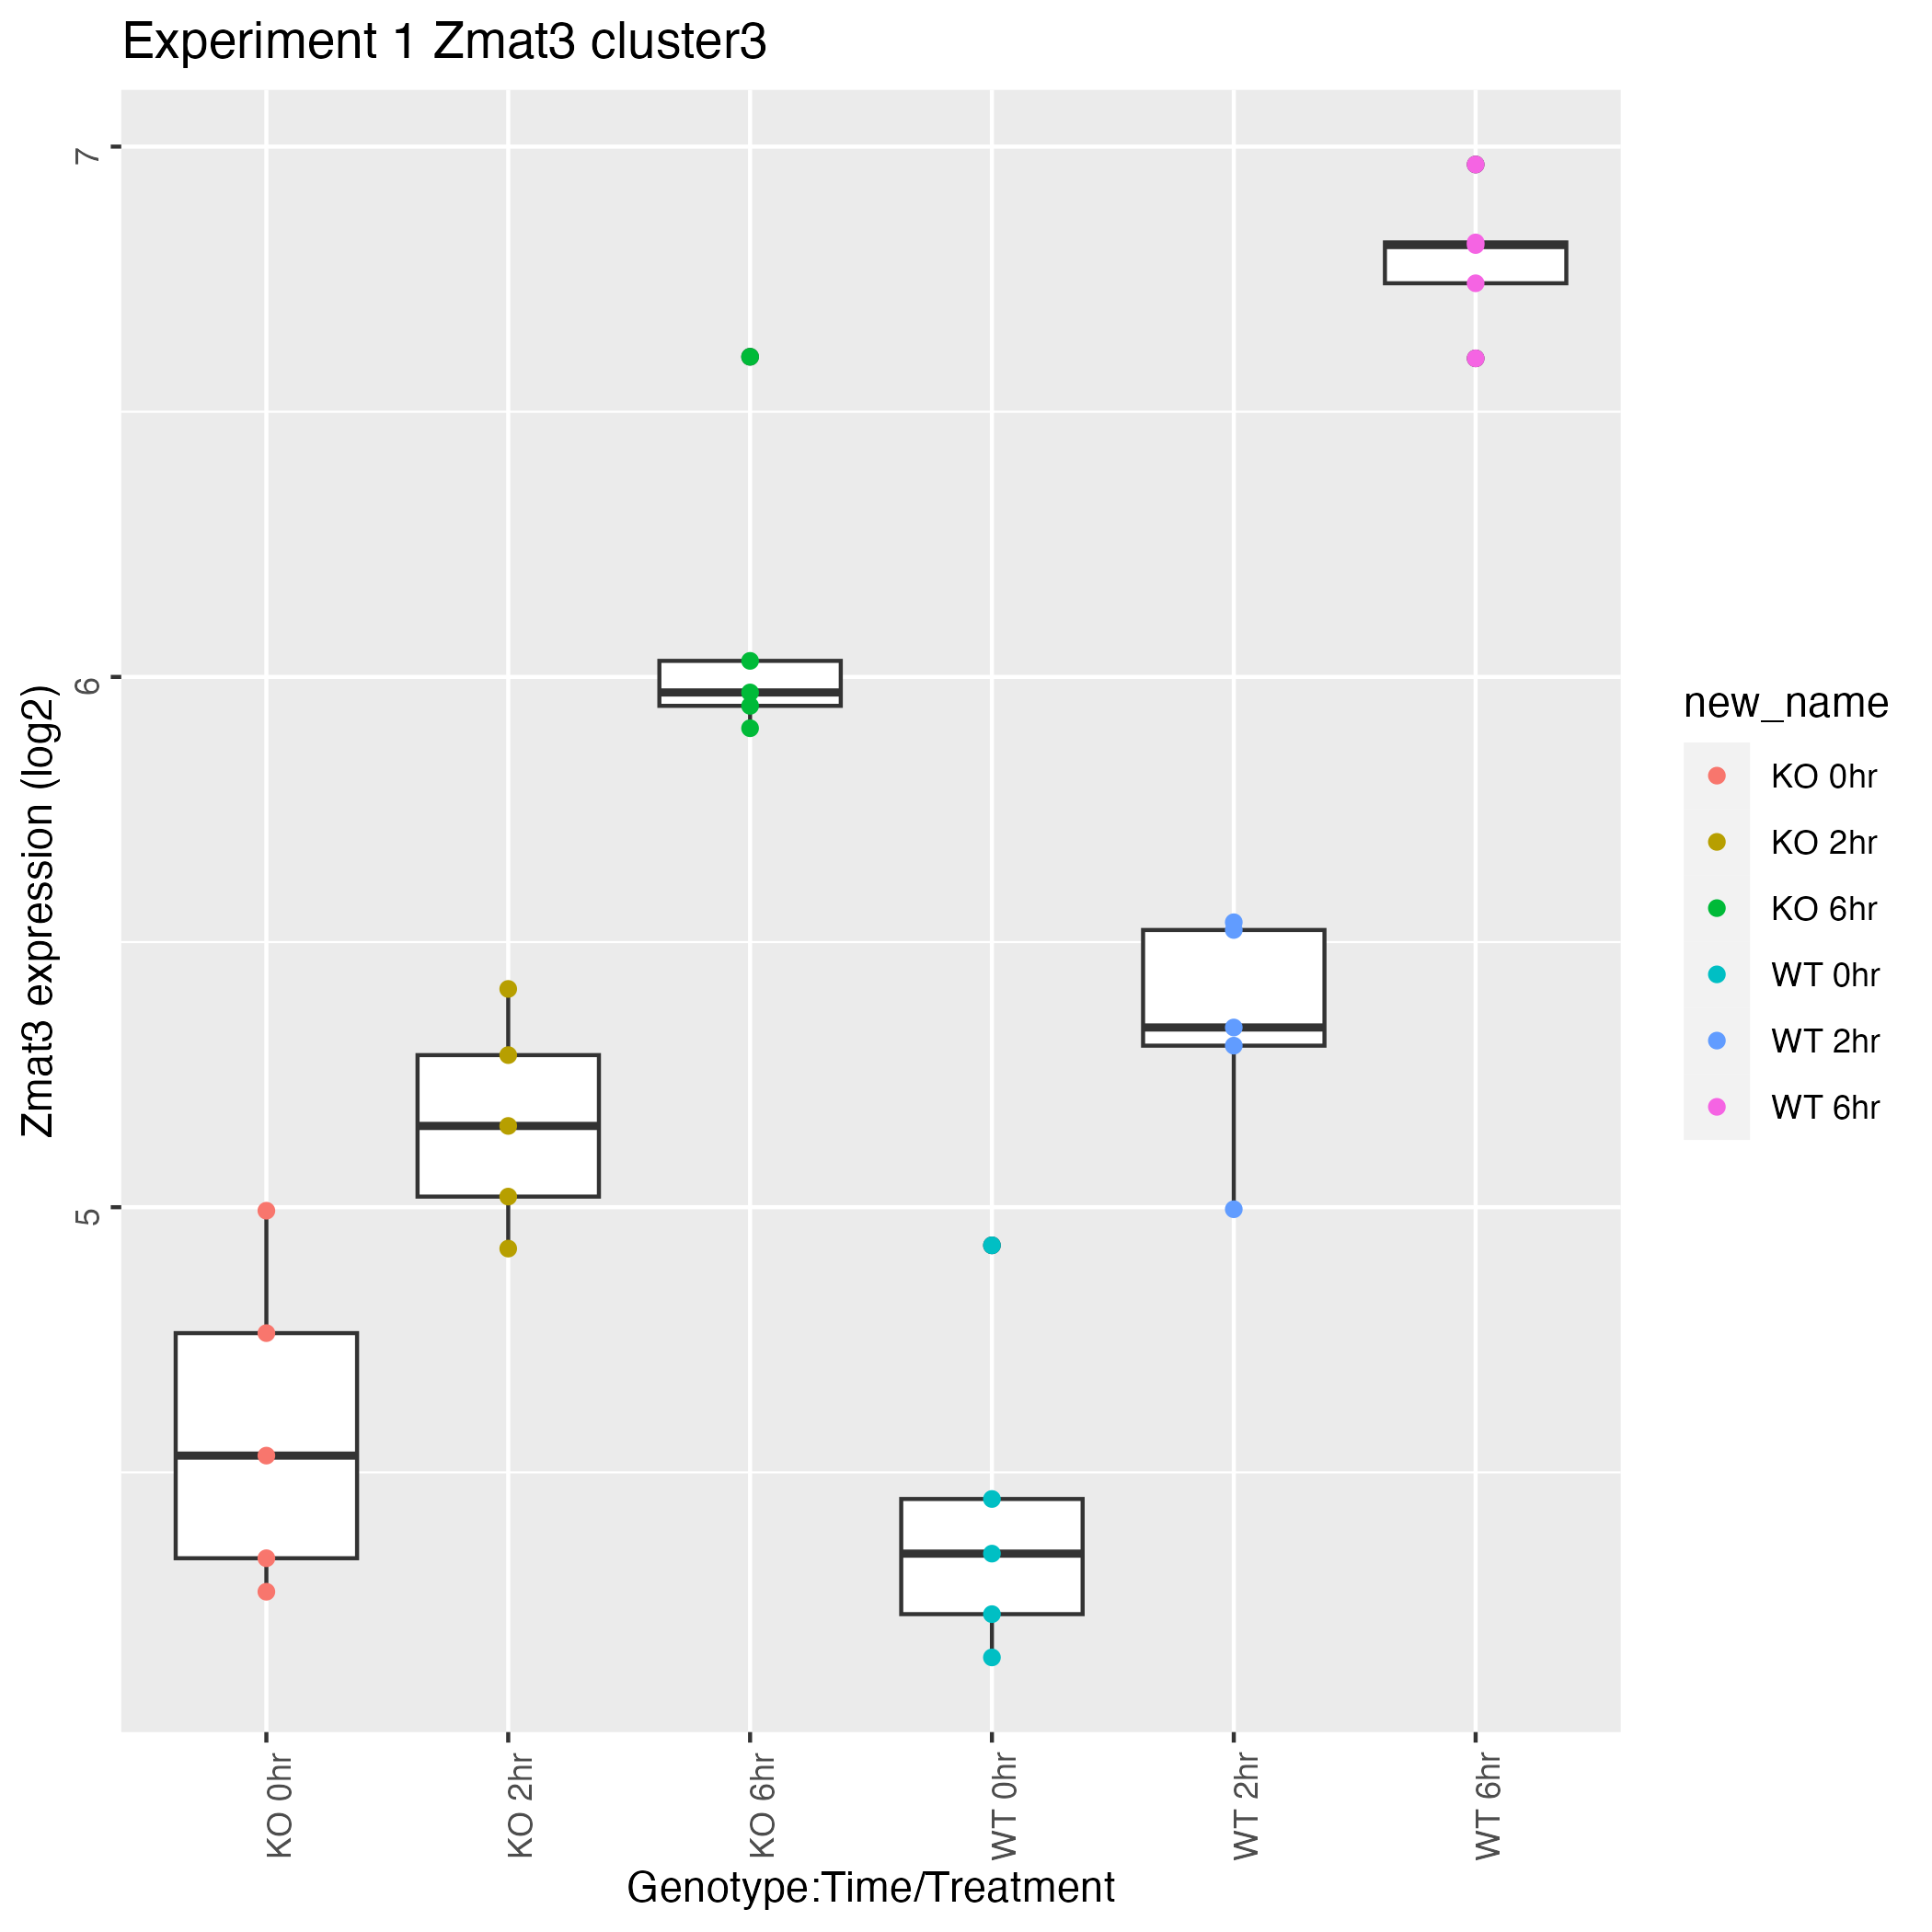 Experiment 1 Zmat3 cluster3
Zmat3 expression (log2)
7
6
5
KO 0hr
KO 2hr
KO 6hr
WT 0hr
WT 2hr
WT 6hr
Genotype:Time/Treatment
new_name
KO 0hr
KO 2hr
KO 6hr
WT 0hr
WT 2hr
WT 6hr